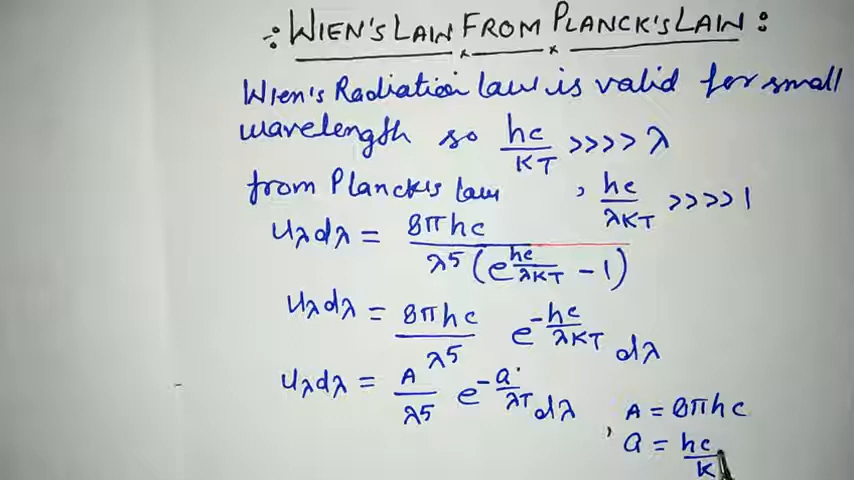 :WIEN'S LAIN FROM PLANCK'S LAIN:
Wien's Radiation law is valid for small
wavelength so hc/KT >>>> λ
from Planck's law , hc/λKT >>>> 1
uλdλ = 8πhc / λ⁵(e^(hc/λKT) - 1)
uλdλ = 8πhc/λ⁵ e^(-hc/λKT) dλ
uλdλ = A/λ⁵ e^(-a/λT) dλ
, A = 8πhc
a = hc/K